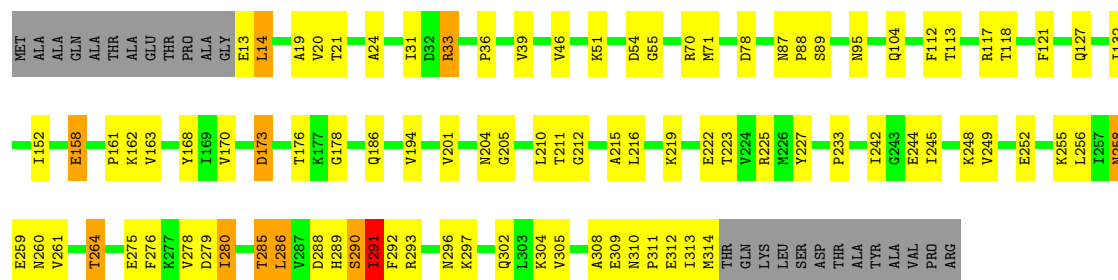 MET ALA ALA GLN ALA THR ALA GLU THR PRO ALA GLY E13 L14 A19 V20 T21 A24 I31 D32 R33 P36 V39 V46 K51 D54 G55 R70 M71 D78 N87 P88 S89 N95 Q104 F112 T113 R117 T118 F121 Q127 I132
I152 E158 P161 K162 V163 Y168 I169 V170 D173 T176 K177 G178 Q186 V194 V201 N204 G205 L210 T211 G212 A215 L216 K219 E222 T223 V224 R225 M226 Y227 P233 I242 G243 E244 I245 K248 V249 E252 K255 L256 I257 N258
E259 N260 V261 T264 E275 F276 K277 V278 D279 I280 T285 L286 V287 D288 H289 S290 I291 F292 R293 N296 K297 Q302 L303 K304 V305 A308 E309 N310 P311 E312 I313 M314 THR GLN LYS LEU SER ASP THR ALA TYR ALA VAL PRO ARG